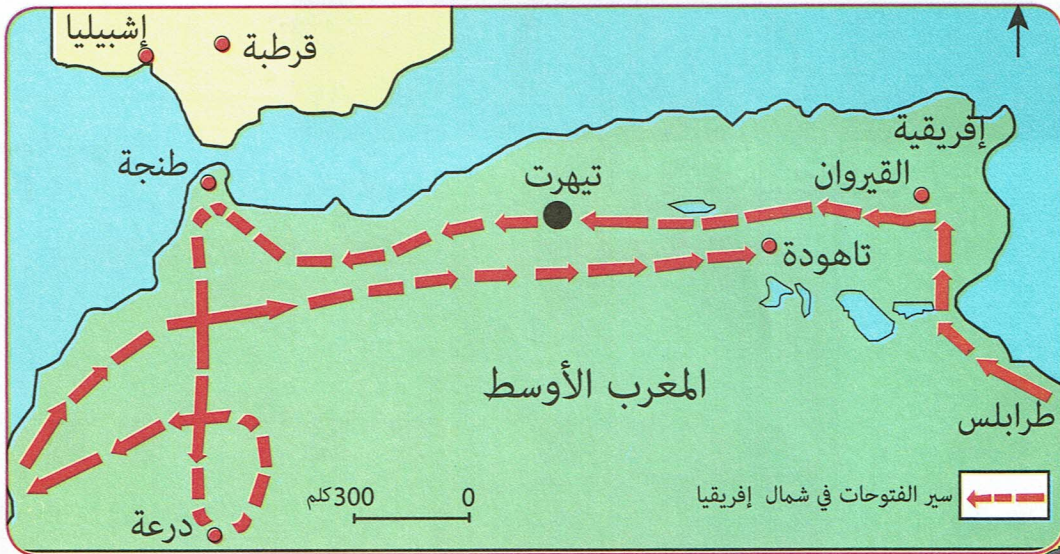 إشبيليا
قرطبة
إفريقية
طنجة
تيهرت
القيروان
تاهودة
المغرب الأوسط
طرابلس
سير الفتوحات في شمال إفريقيا
0
300كلم
درعة